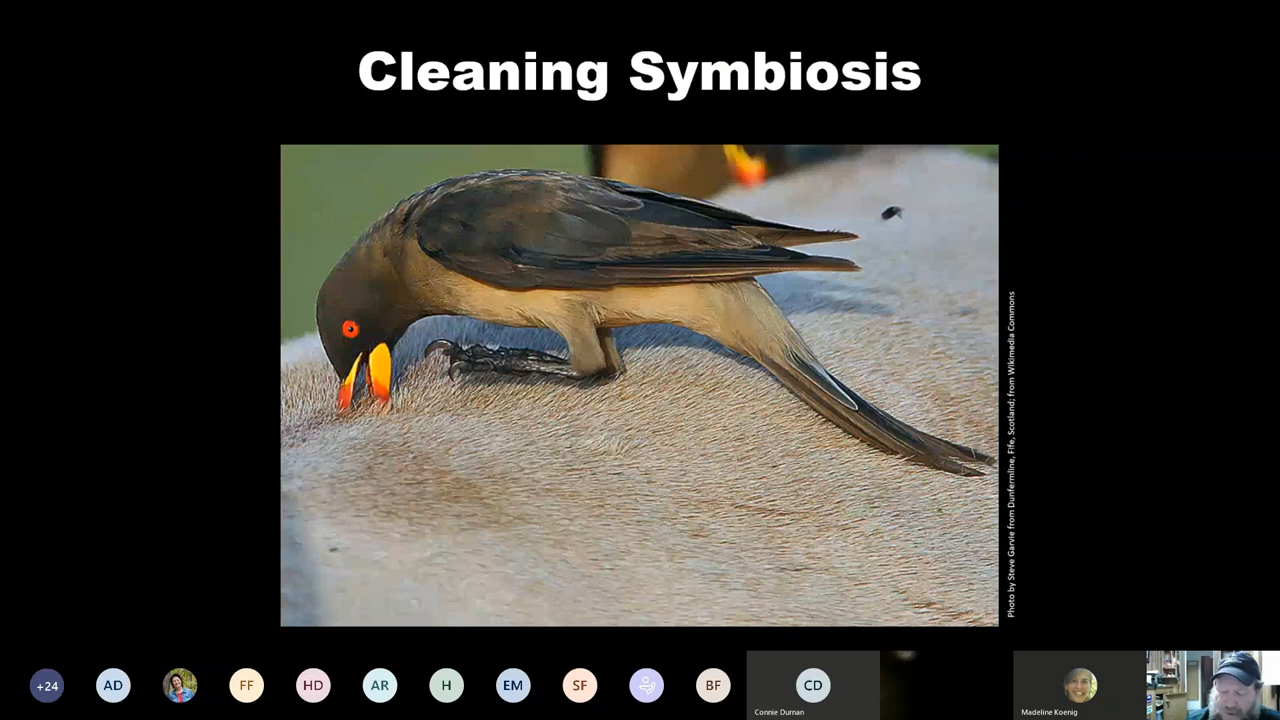 Cleaning Symbiosis
Photo by Steve Garvie from Dunfermline, Fife, Scotland; from Wikimedia Commons
+24
AD
FF
HD
AR
H
EM
SF
BF
CD
Connie Durnan
Madeline Koenig